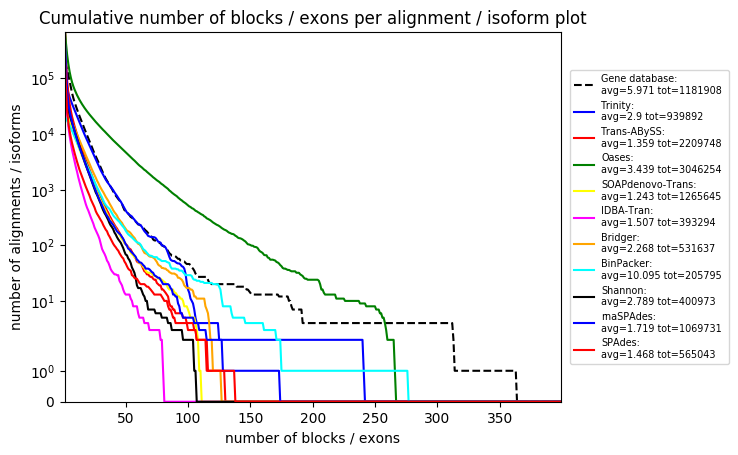 Cumulative number of blocks / exons per alignment / isoform plot
number of alignments / isoforms
10^5
10^4
10^3
10^2
10^1
10^0
0
50
100
150
200
250
300
350
number of blocks / exons
Gene database:
avg=5.971 tot=1181908
Trinity:
avg=2.9 tot=939892
Trans-ABySS:
avg=1.359 tot=2209748
Oases:
avg=3.439 tot=3046254
SOAPdenovo-Trans:
avg=1.243 tot=1265645
IDBA-Tran:
avg=1.507 tot=393294
Bridger:
avg=2.268 tot=531637
BinPacker:
avg=10.095 tot=205795
Shannon:
avg=2.789 tot=400973
rnaSPAdes:
avg=1.719 tot=1069731
SPAdes:
avg=1.468 tot=565043